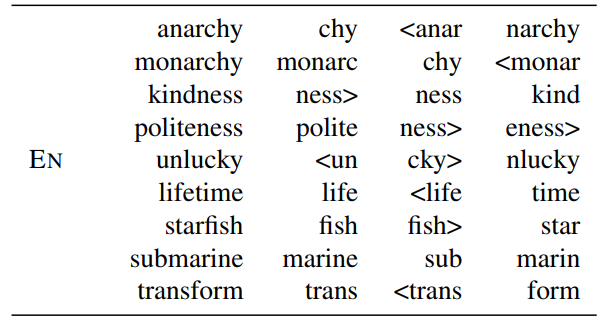 anarchy chy <anar narchy
monarchy monarc chy <monar
kindness ness> ness kind
politeness polite ness> eness>
EN unlucky <un cky> nlucky
lifetime life <life time
starfish fish fish> star
submarine marine sub marin
transform trans <trans form